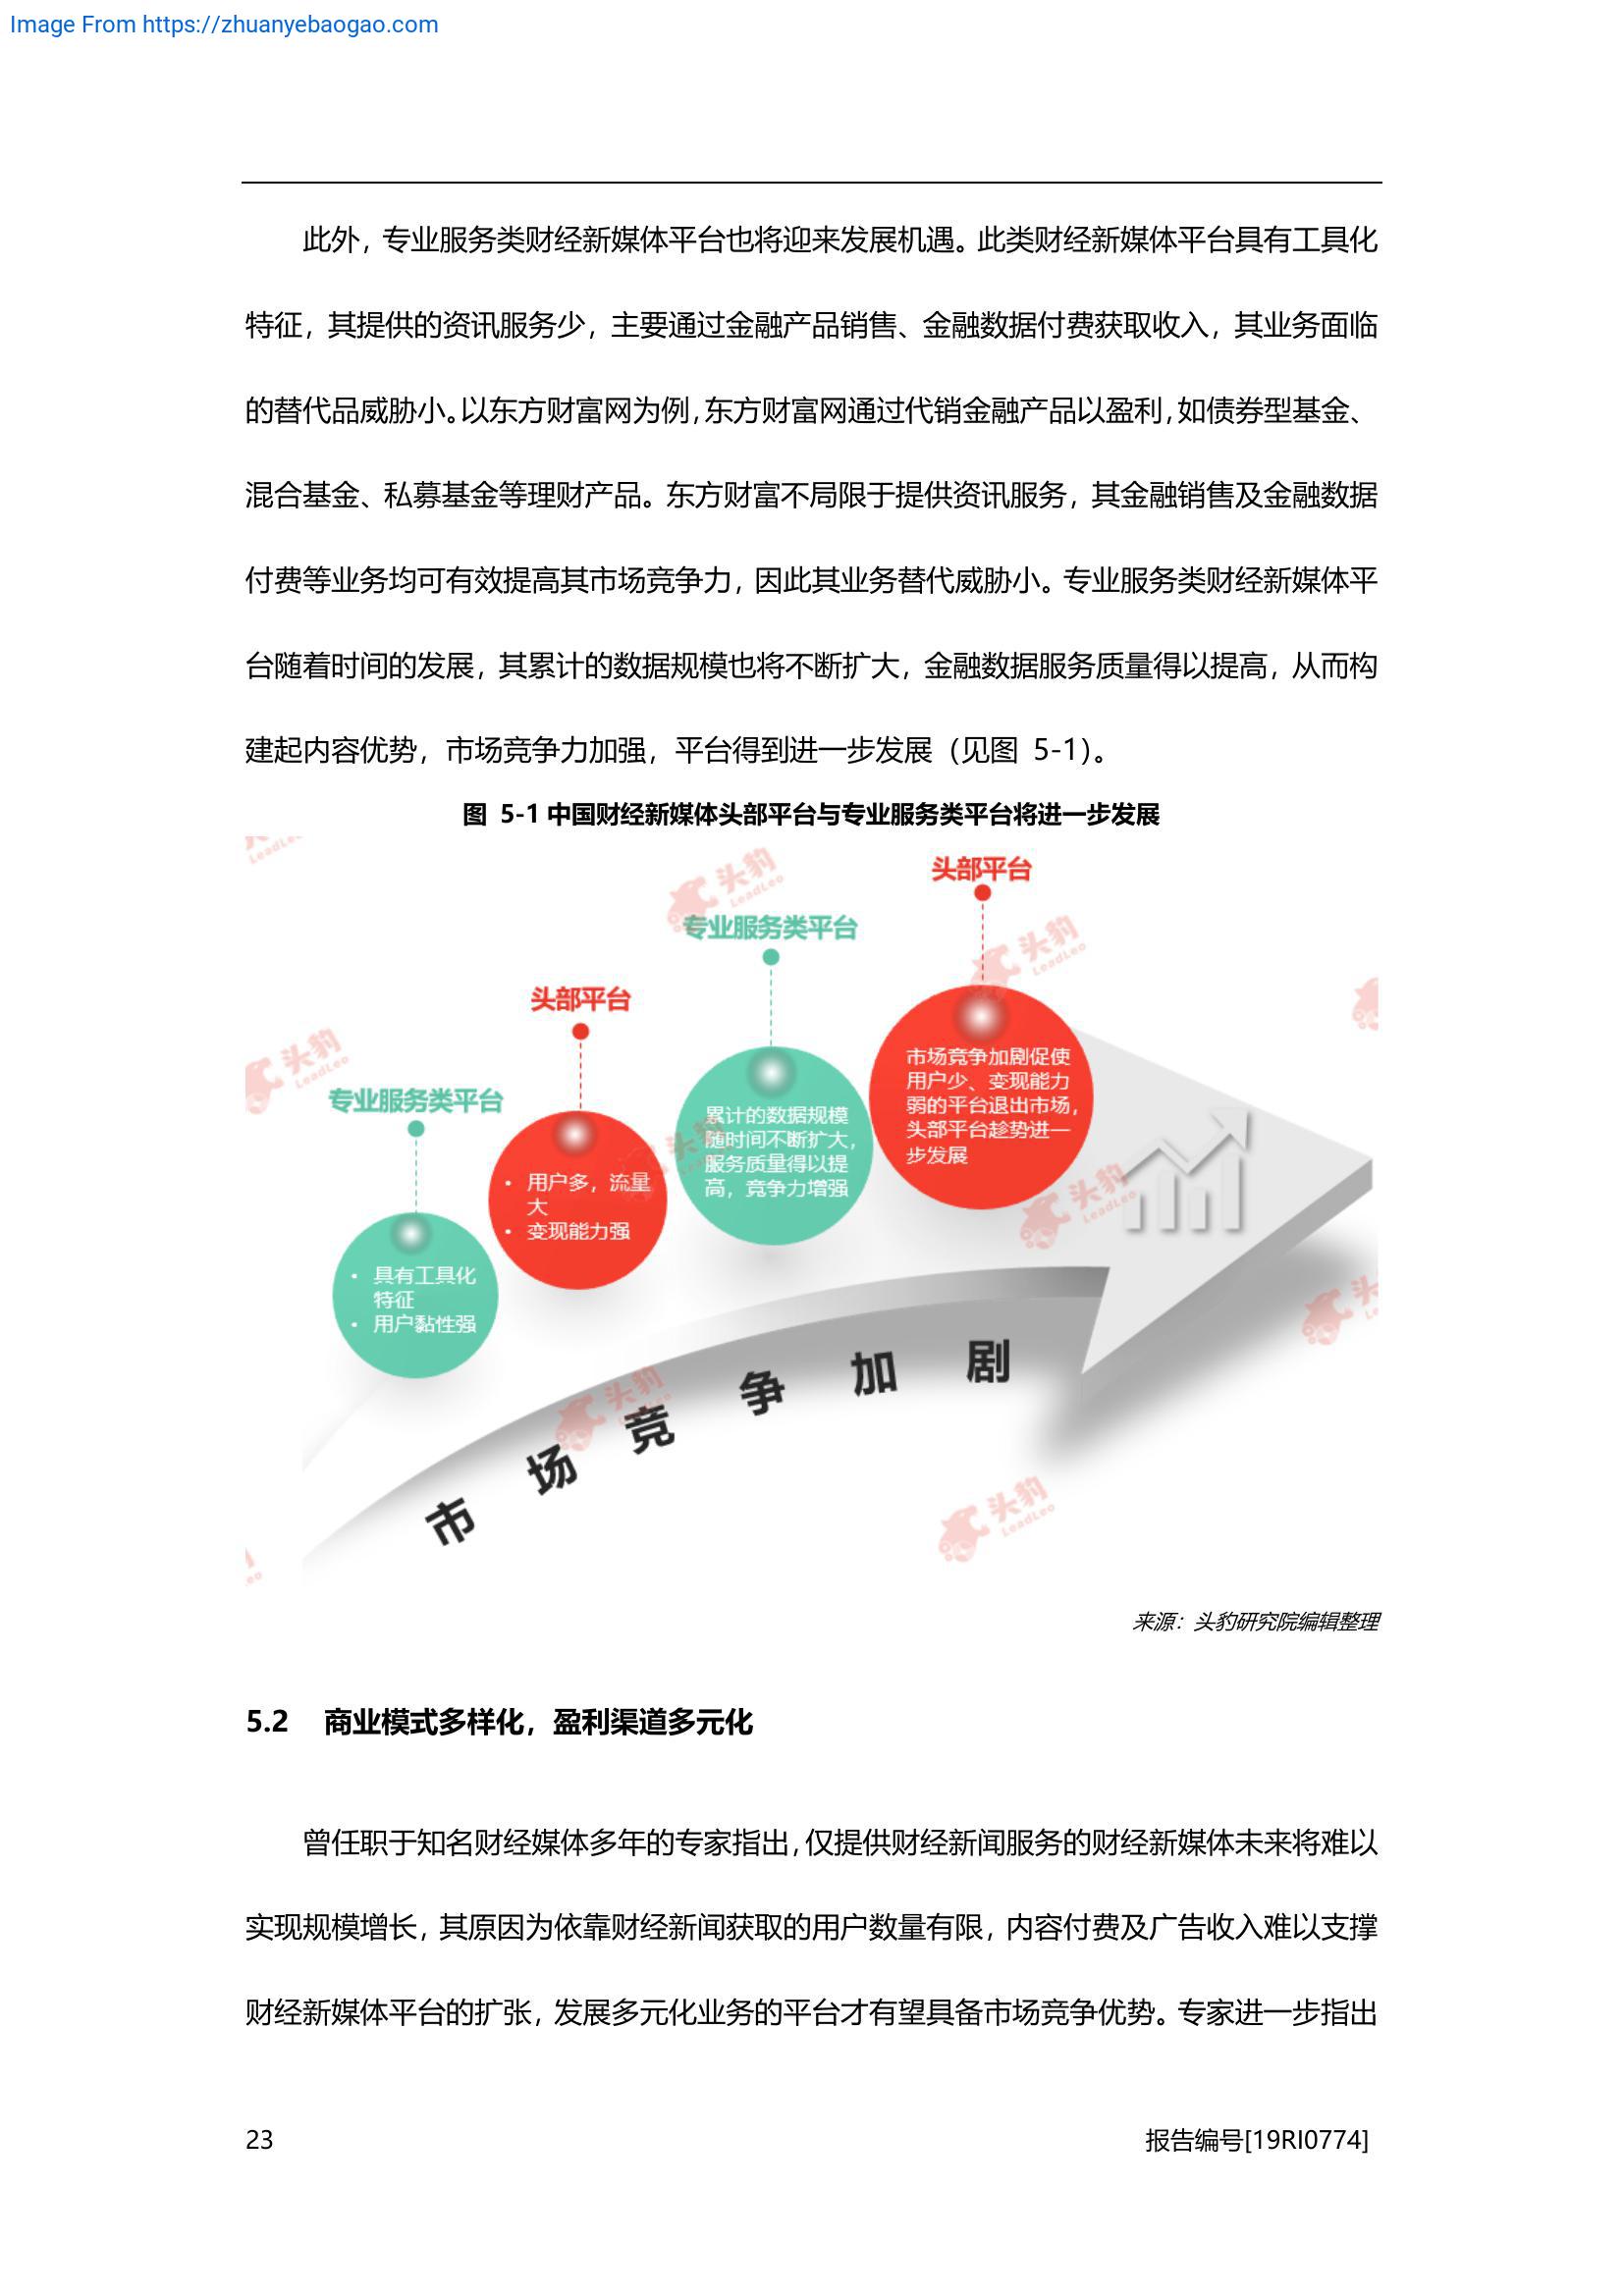 Image From https://zhuanyebaogao.com
此外，专业服务类财经新媒体平台也将迎来发展机遇。此类财经新媒体平台具有工具化
特征，其提供的资讯服务少，主要通过金融产品销售、金融数据付费获取收入，其业务面临
的替代品威胁小。以东方财富网为例，东方财富网通过代销金融产品以盈利，如债券型基金、
混合基金、私募基金等理财产品。东方财富不局限于提供资讯服务，其金融销售及金融数据
付费等业务均可有效提高其市场竞争力，因此其业务替代威胁小。专业服务类财经新媒体平
台随着时间的发展，其累计的数据规模也将不断扩大，金融数据服务质量得以提高，从而构
建起内容优势，市场竞争力加强，平台得到进一步发展（见图 5-1）。
图 5-1 中国财经新媒体头部平台与专业服务类平台将进一步发展
专业服务类平台
• 具有工具化
特征
• 用户黏性强
头部平台
• 用户多，流量
大
• 变现能力强
专业服务类平台
累计的数据规模
随时间不断扩大，
服务质量得以提
高，竞争力增强
头部平台
市场竞争加剧促使
用户少、变现能力
弱的平台退出市场，
头部平台趁势进一
步发展
市场竞争加剧
头豹
LeadLeo
头豹
LeadLeo
头豹
LeadLeo
头豹
LeadLeo
头豹
头豹
LeadLeo
来源：头豹研究院编辑整理
5.2 商业模式多样化，盈利渠道多元化
曾任职于知名财经媒体多年的专家指出，仅提供财经新闻服务的财经新媒体未来将难以
实现规模增长，其原因为依靠财经新闻获取的用户数量有限，内容付费及广告收入难以支撑
财经新媒体平台的扩张，发展多元化业务的平台才有望具备市场竞争优势。专家进一步指出
23
报告编号[19RI0774]